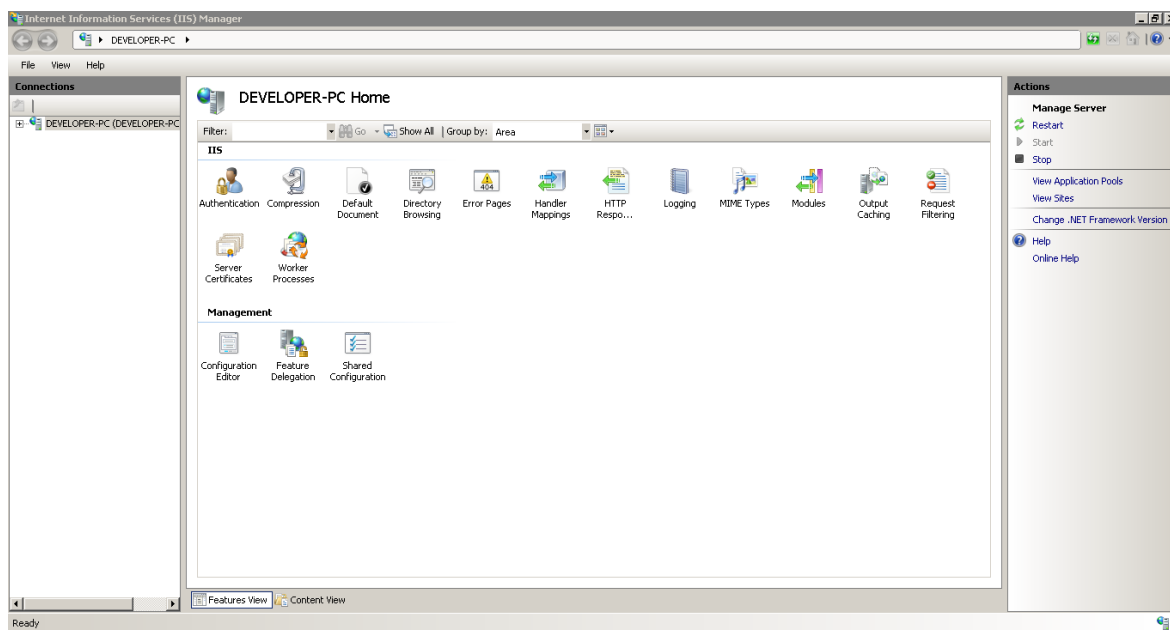 Internet Information Services (IIS) Manager
DEVELOPER-PC
File View Help
Connections
DEVELOPER-PC (DEVELOPER-PC
DEVELOPER-PC Home
Filter: Go Show All Group by: Area
IIS
Authentication Compression Default Document Directory Browsing Error Pages Handler Mappings HTTP Respo... Logging MIME Types Modules Output Caching Request Filtering
404
Server Certificates Worker Processes
Management
Configuration Editor Feature Delegation Shared Configuration
Features View Content View
Ready
Actions
Manage Server
Restart
Start
Stop
View Application Pools
View Sites
Change .NET Framework Version
Help
Online Help